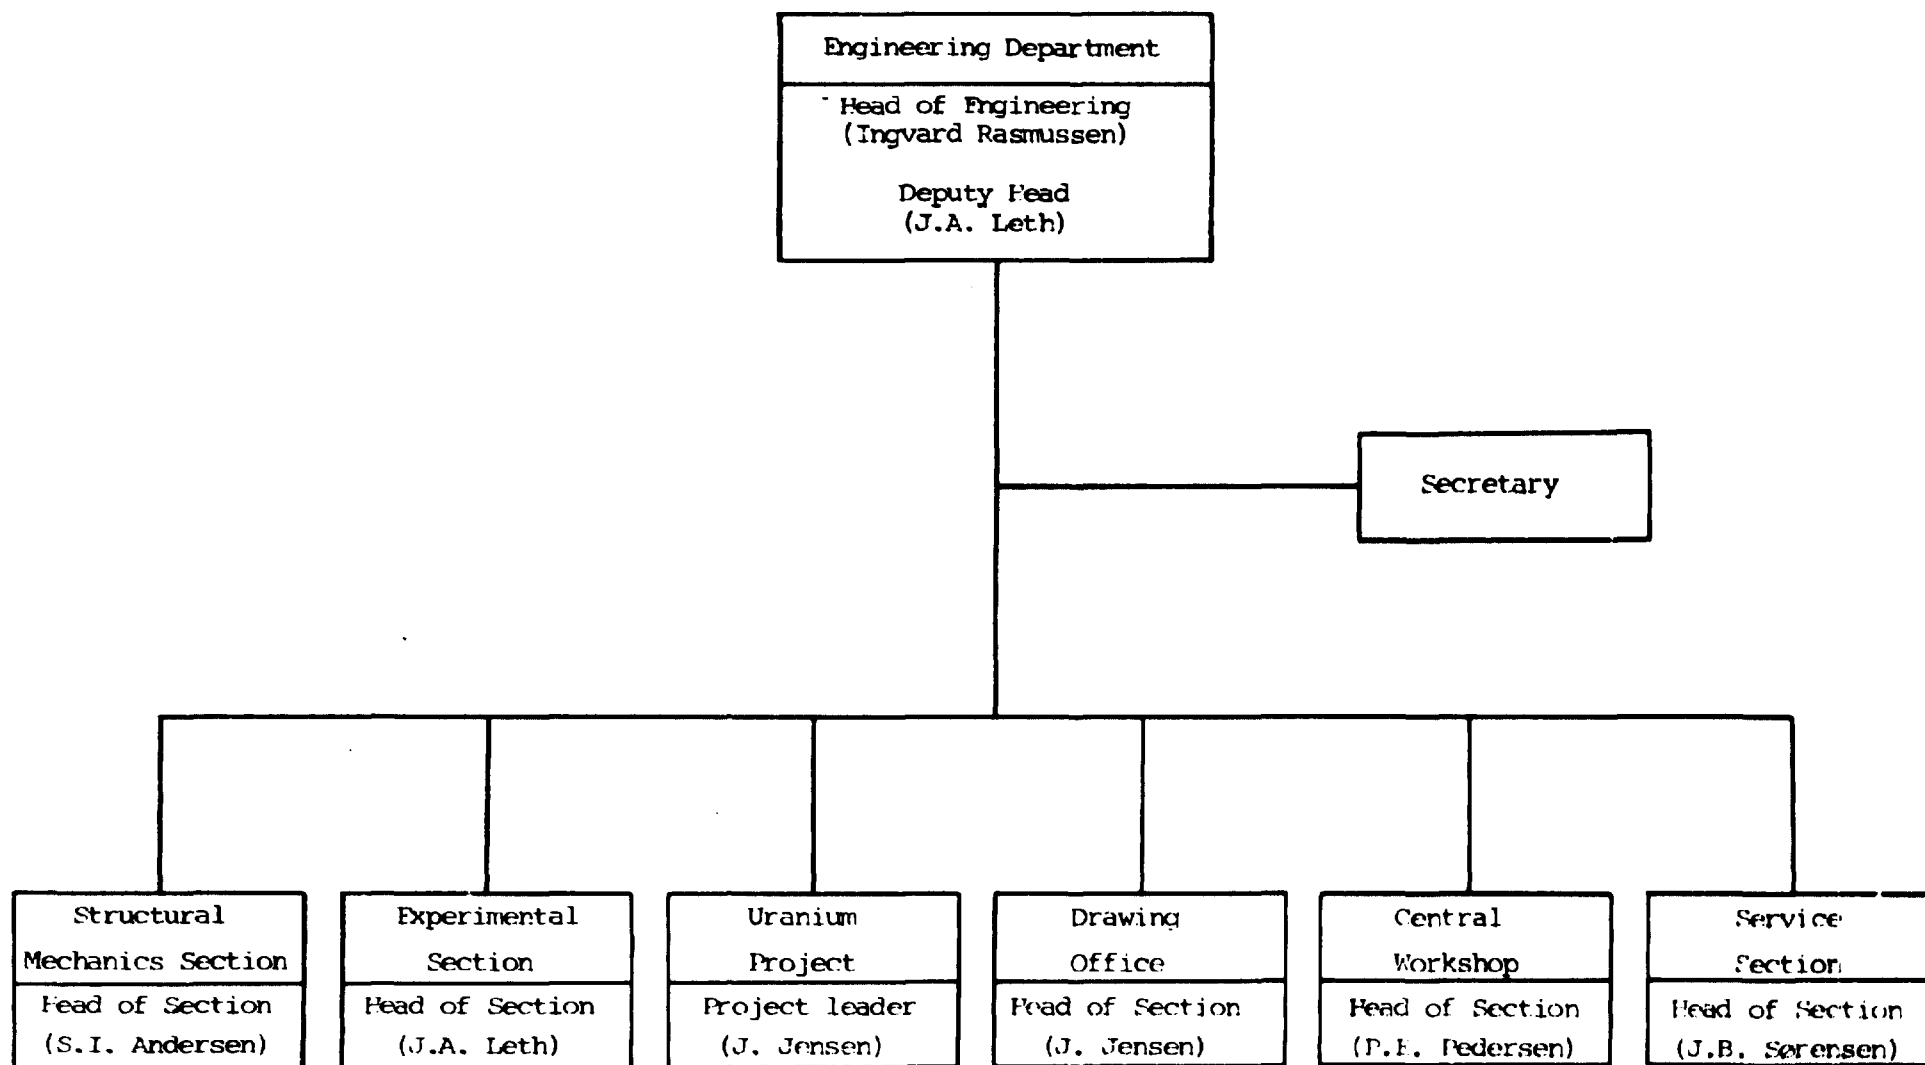 Engineering Department
Head of Engineering
(Ingvard Rasmussen)
Deputy Head
(J.A. Leth)
Secretary
Structural
Mechanics Section
Head of Section
(S.I. Andersen)
Experimental
Section
Head of Section
(J.A. Leth)
Uranium
Project
Project leader
(J. Jensen)
Drawing
Office
Head of Section
(J. Jensen)
Central
Workshop
Head of Section
Pedersen)
Service
Section
Head of Section
(J.B. Sørensen)